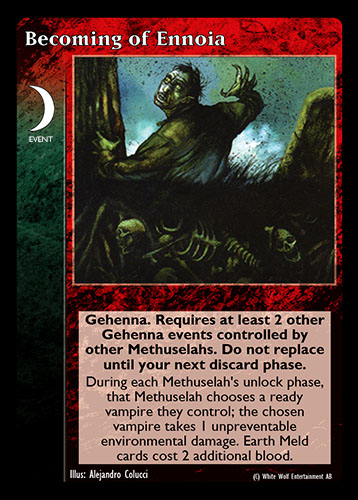 Becoming of Ennoia
EVENT
Gehenna. Requires at least 2 other
Gehenna events controlled by
other Methuselahs. Do not replace
until your next discard phase.
During each Methuselah's unlock phase,
that Methuselah chooses a ready
vampire they control; the chosen
vampire takes 1 unpreventable
environmental damage. Earth Meld
cards cost 2 additional blood.
Illus: Alejandro Colucci
(C) White Wolf Entertainment AB